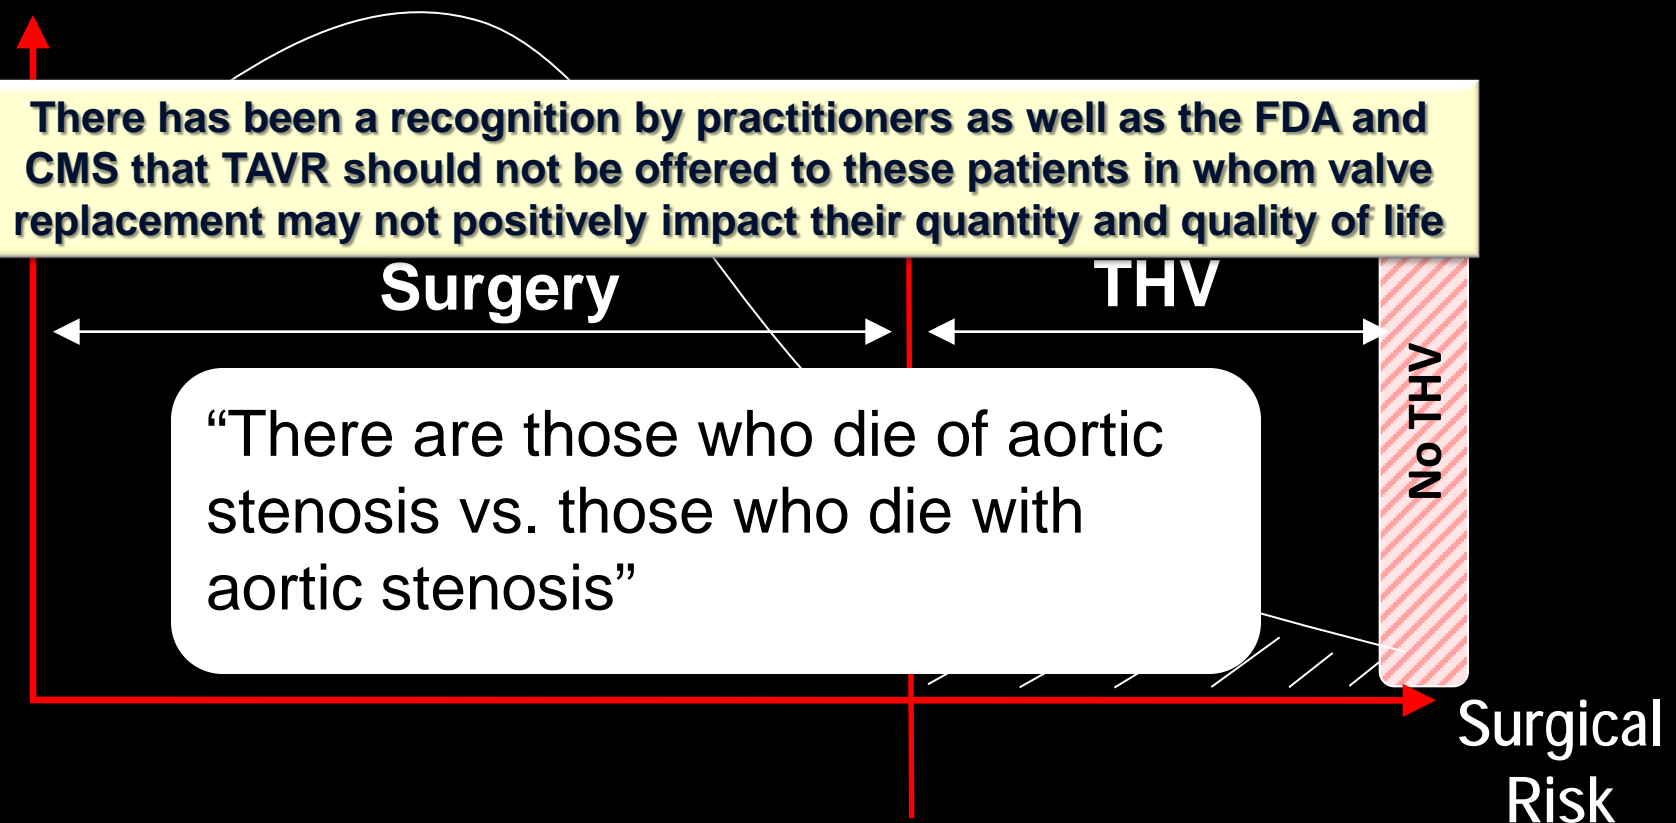 There has been a recognition by practitioners as well as the FDA and
CMS that TAVR should not be offered to these patients in whom valve
replacement may not positively impact their quantity and quality of life
Surgery
THV
No THV
“There are those who die of aortic
stenosis vs. those who die with
aortic stenosis”
Surgical
Risk